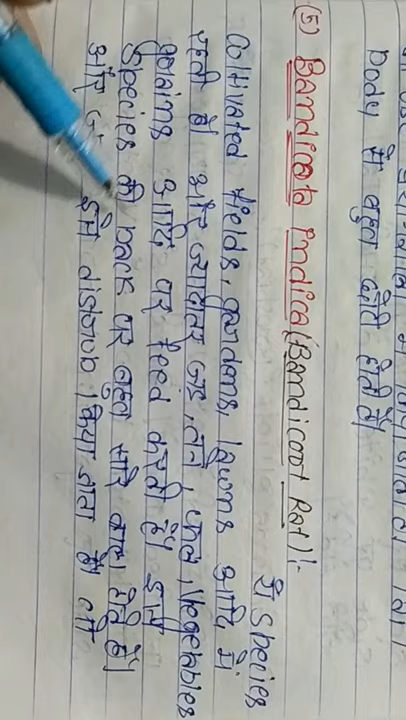 body में बहुत छोटे होते हैं।
(5) Bandicota Indica (Bandicoot Rat):-
ये species
Cultivated fields, gardens, lawns आदि में
रहती है और ज्यादातर जड़, तने, फल, vegetables
grains आदि पर feed करती हैं। इस
species की back पर बहुत सारे बाल होते हैं।
और इसे disturb किया जाता है तो